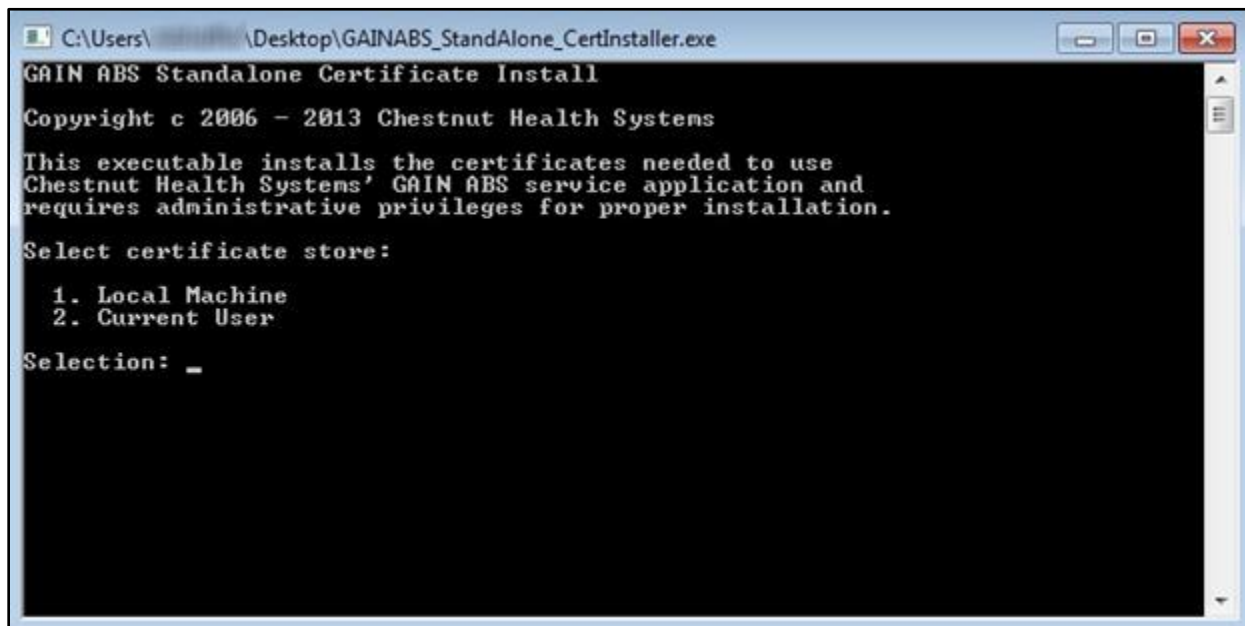 C:\Users\ \Desktop\GAINABS_StandAlone_CertInstaller.exe
GAIN ABS Standalone Certificate Install
Copyright c 2006 - 2013 Chestnut Health Systems
This executable installs the certificates needed to use
Chestnut Health Systems' GAIN ABS service application and
requires administrative privileges for proper installation.
Select certificate store:
1. Local Machine
2. Current User
Selection: _